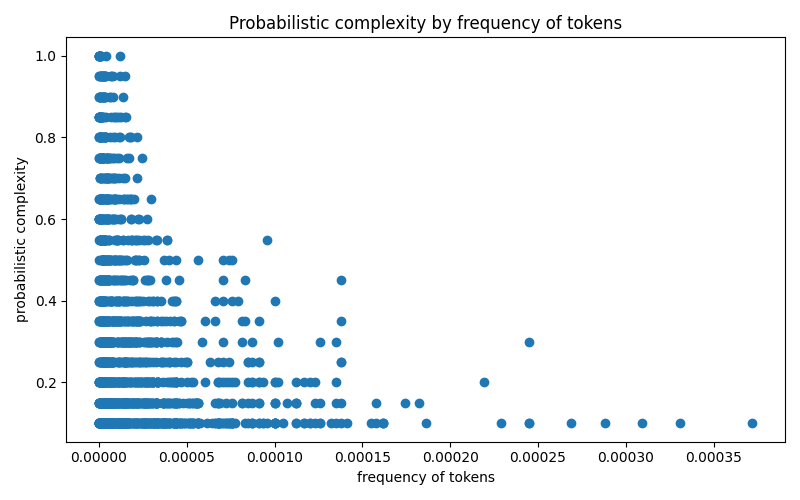 Probabilistic complexity by frequency of tokens
1.0
0.8
0.6
0.4
0.2
probabilistic complexity
0.00000 0.00005 0.00010 0.00015 0.00020 0.00025 0.00030 0.00035
frequency of tokens